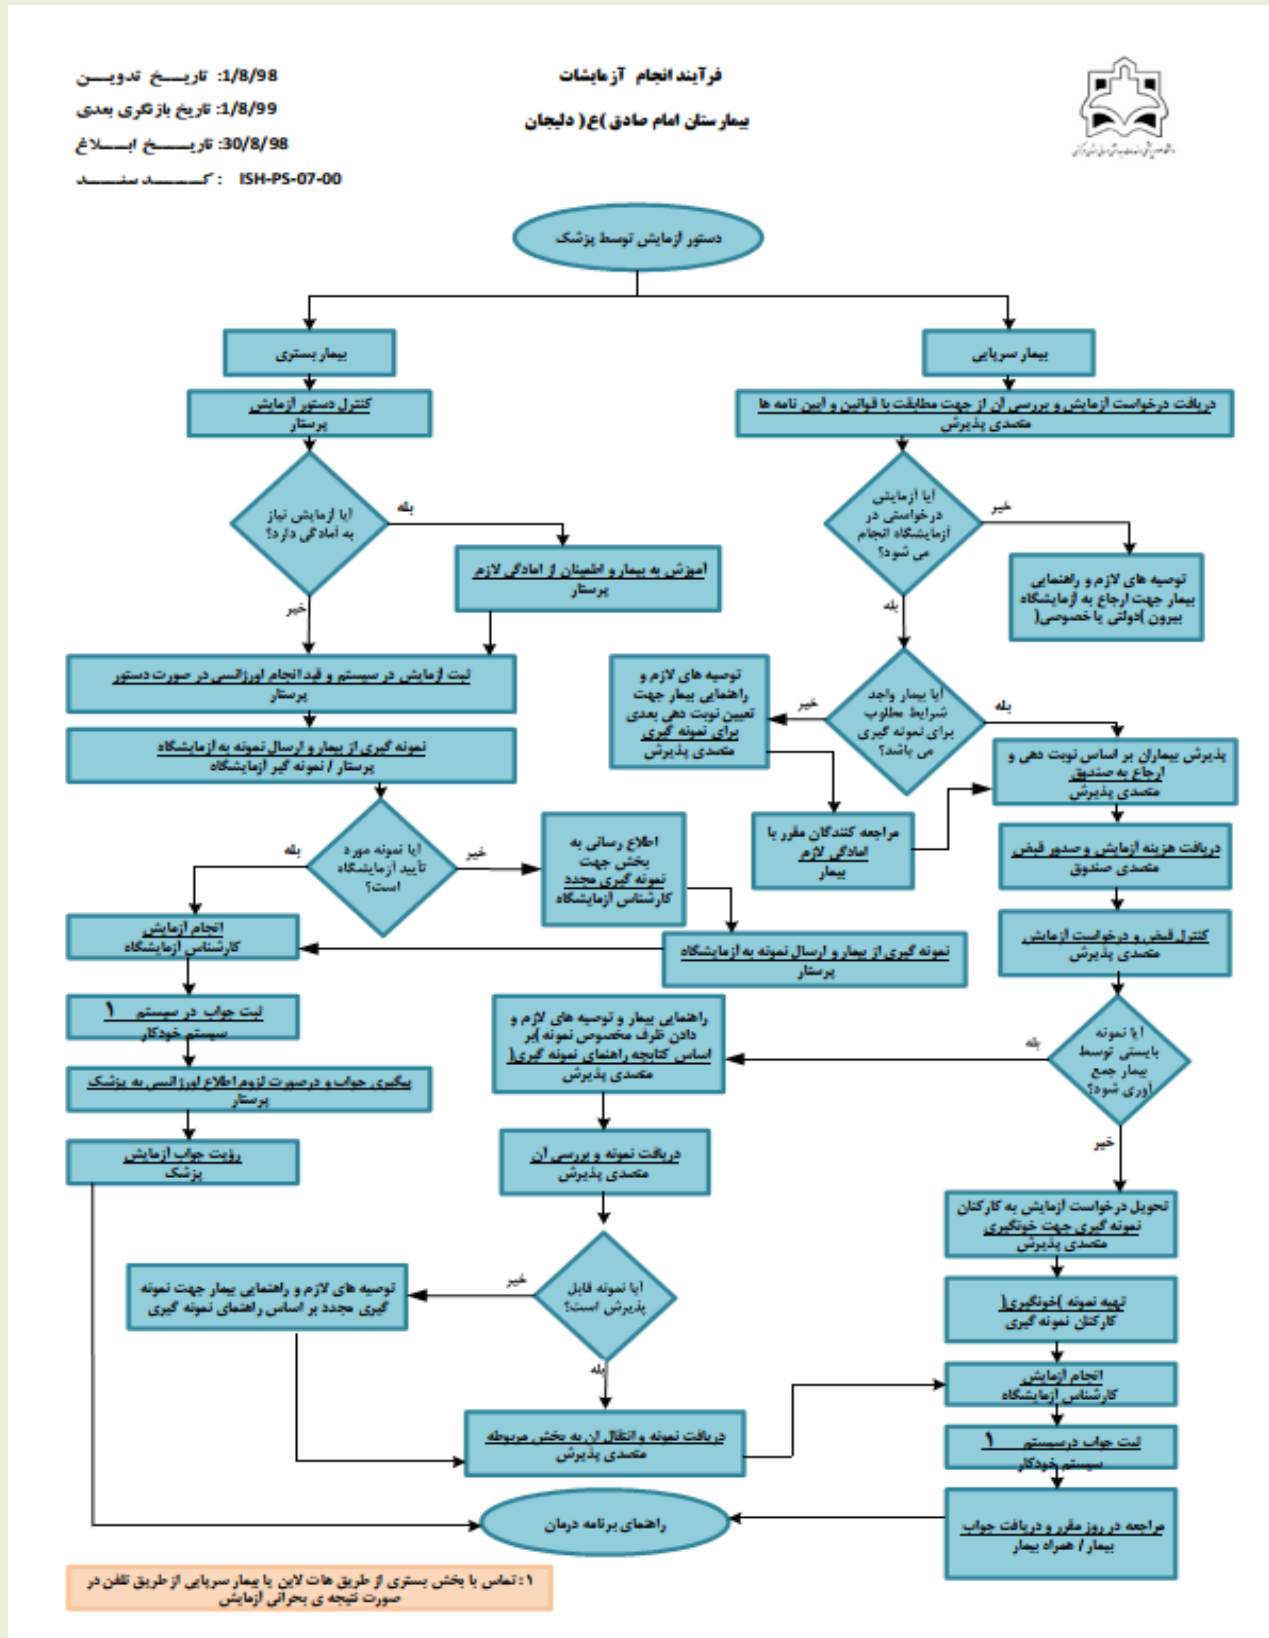 فرآیند انجام آزمایشات
بیمارستان امام صادق )ع( دلیجان
1/8/98: تاریـــخ تدویـــن
1/8/99: تاریخ بازنگری بعدی
30/8/98: تاریـــــخ ابـــلاغ
ISH-PS-07-00 : کـــــــد سنـــــد
دستور آزمایش توسط پزشک
بیمار سرپایی
دریافت درخواست آزمایش و بررسی آن از جهت مطابقت با قوانین و آیین نامه ها
متصدی پذیرش
آیا آزمایش
درخواستی در
آزمایشگاه انجام
می شود؟
خیر
توصیه های لازم و راهنمایی
بیمار جهت ارجاع به آزمایشگاه
بیرون )دولتی یا خصوصی(
بله
آیا بیمار واجد
شرایط مطلوب
برای نمونه گیری
می باشد؟
خیر
توصیه های لازم و
راهنمایی بیمار جهت
تعیین نوبت دهی بعدی
برای نمونه گیری
متصدی پذیرش
مراجعه کنندگان مقرر با
امادگی لازم
بیمار
بله
پذیرش بیماران بر اساس نوبت دهی و
ارجاع به صندوق
متصدی پذیرش
دریافت هزینه آزمایش و صدور قبض
متصدی صندوق
کنترل قبض و درخواست آزمایش
متصدی پذیرش
آیا نمونه
بایستی توسط
بیمار جمع
آوری شود؟
بله
راهنمایی بیمار و توصیه های لازم و
دادن ظرف مخصوص نمونه )بر
اساس کتابچه راهنمای نمونه گیری(
متصدی پذیرش
دریافت نمونه و بررسی آن
متصدی پذیرش
آیا نمونه قابل
پذیرش است؟
خیر
توصیه های لازم و راهنمایی بیمار جهت نمونه
گیری مجدد بر اساس راهنمای نمونه گیری
بله
دریافت نمونه و انتقال ان به بخش مربوطه
متصدی پذیرش
خیر
تحویل درخواست آزمایش به کارکنان
نمونه گیری جهت خونگیری
متصدی پذیرش
تهیه نمونه )خونگیری(
کارکنان نمونه گیری
انجام آزمایش
کارشناس آزمایشگاه
ثبت جواب درسیستم ۱
سیستم خودکار
مراجعه در روز مقرر و دریافت جواب
بیمار / همراه بیمار
بیمار بستری
کنترل دستور آزمایش
پرستار
آیا آزمایش نیاز
به آمادگی دارد؟
بله
آموزش به بیمار و اطمینان از امادگی لازم
پرستار
خیر
ثبت آزمایش در سیستم و قید انجام اورژانسی در صورت دستور
پرستار
نمونه گیری از بیمار و ارسال نمونه به آزمایشگاه
پرستار / نمونه گیر آزمایشگاه
آیا نمونه مورد
تأیید آزمایشگاه
است؟
خیر
اطلاع رسانی به
بخش جهت
نمونه گیری مجدد
کارشناس آزمایشگاه
نمونه گیری از بیمار و ارسال نمونه به آزمایشگاه
پرستار
بله
انجام آزمایش
کارشناس آزمایشگاه
ثبت جواب در سیستم ۱
سیستم خودکار
پیگیری جواب و درصورت لزوم اطلاع اورژانسی به پزشک
پرستار
رؤیت جواب آزمایش
پزشک
راهنمای برنامه درمان
۱ : تماس با بخش بستری از طریق هات لاین یا بیمار سرپایی از طریق تلفن در
صورت نتیجه ی بحرانی آزمایش